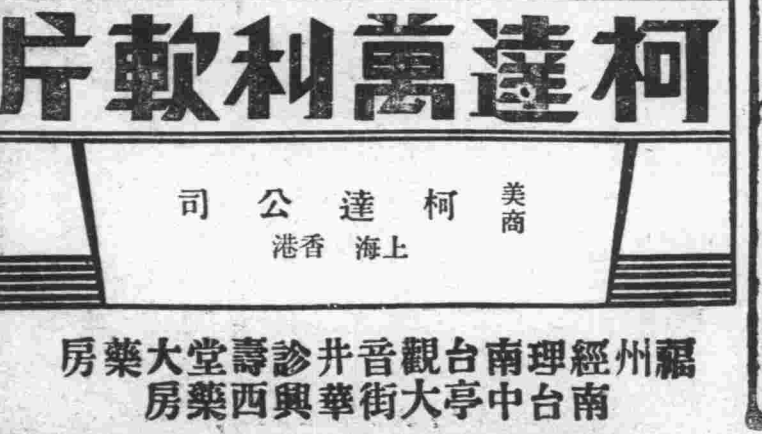 柯達萬利軟片
美商
柯達公司
上海 香港
福州經理南台觀音井診壽堂大藥房
南台中亭大街華興西藥房